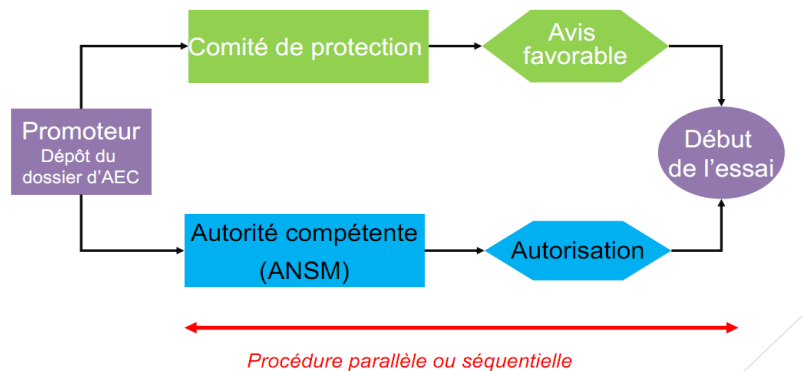 Comité de protection
Avis
favorable
Promoteur
Dépôt du
dossier d'AEC
Début
de l'essai
Autorité compétente
(ANSM)
Autorisation
Procédure parallèle ou séquentielle